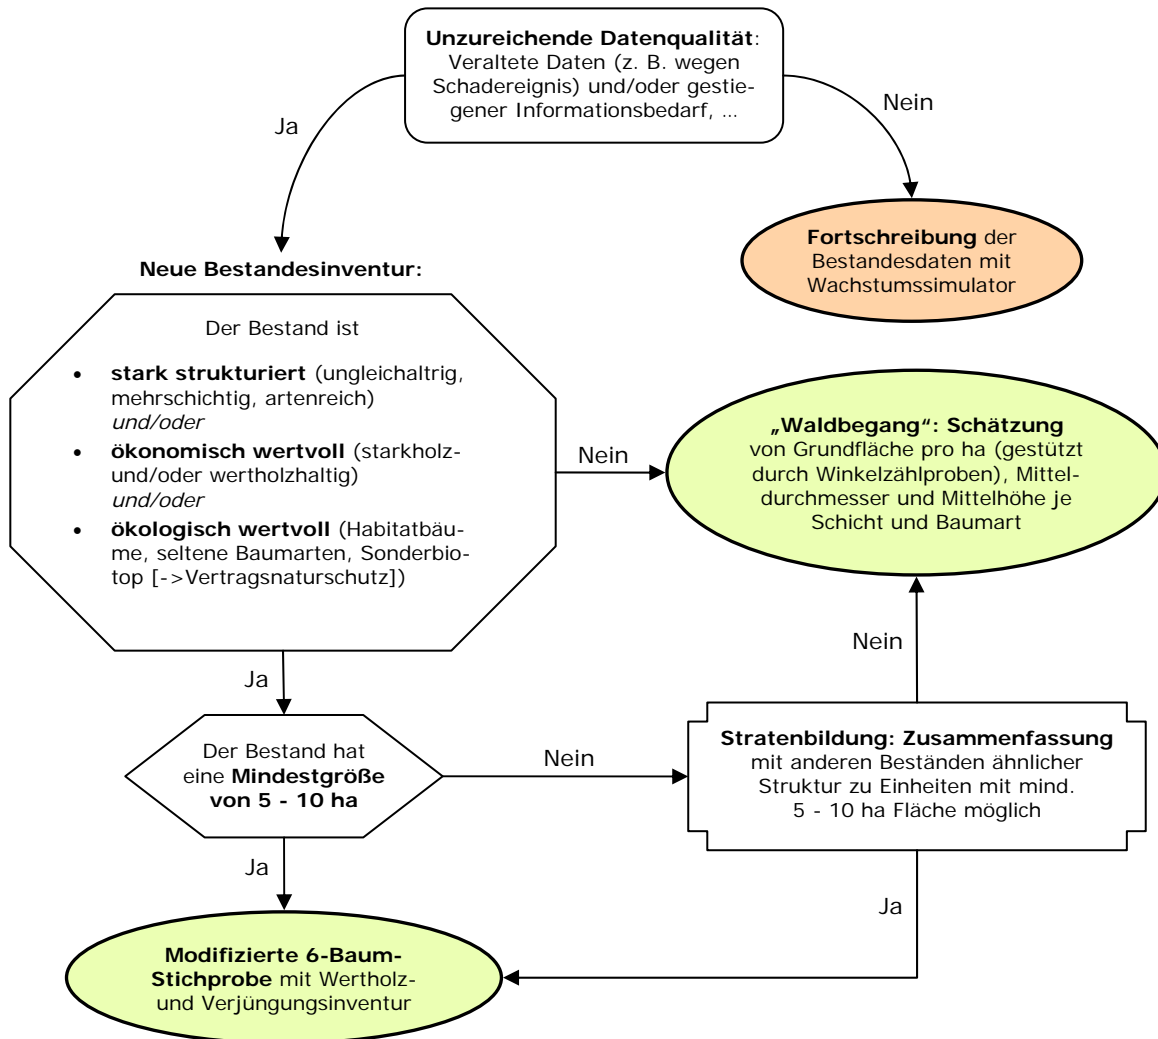 Unzureichende Datenqualität:
Veraltete Daten (z. B. wegen
Schadereignis) und/oder gestie-
gener Informationsbedarf, ...
Ja
Nein
Fortschreibung der
Bestandesdaten mit
Wachstumssimulator
Neue Bestandesinventur:
Der Bestand ist
• stark strukturiert (ungleichaltrig,
mehrschichtig, artenreich)
und/oder
• ökonomisch wertvoll (starkholz-
und/oder wertholzhaltig)
und/oder
• ökologisch wertvoll (Habitatbäu-
me, seltene Baumarten, Sonderbio-
top [->Vertragsnaturschutz])
Nein
„Waldbegang“: Schätzung
von Grundfläche pro ha (gestützt
durch Winkelzählproben), Mittel-
durchmesser und Mittelhöhe je
Schicht und Baumart
Nein
Ja
Der Bestand hat
eine Mindestgröße
von 5 - 10 ha
Nein
Stratenbildung: Zusammenfassung
mit anderen Beständen ähnlicher
Struktur zu Einheiten mit mind.
5 - 10 ha Fläche möglich
Ja
Ja
Modifizierte 6-Baum-
Stichprobe mit Wertholz-
und Verjüngungsinventur